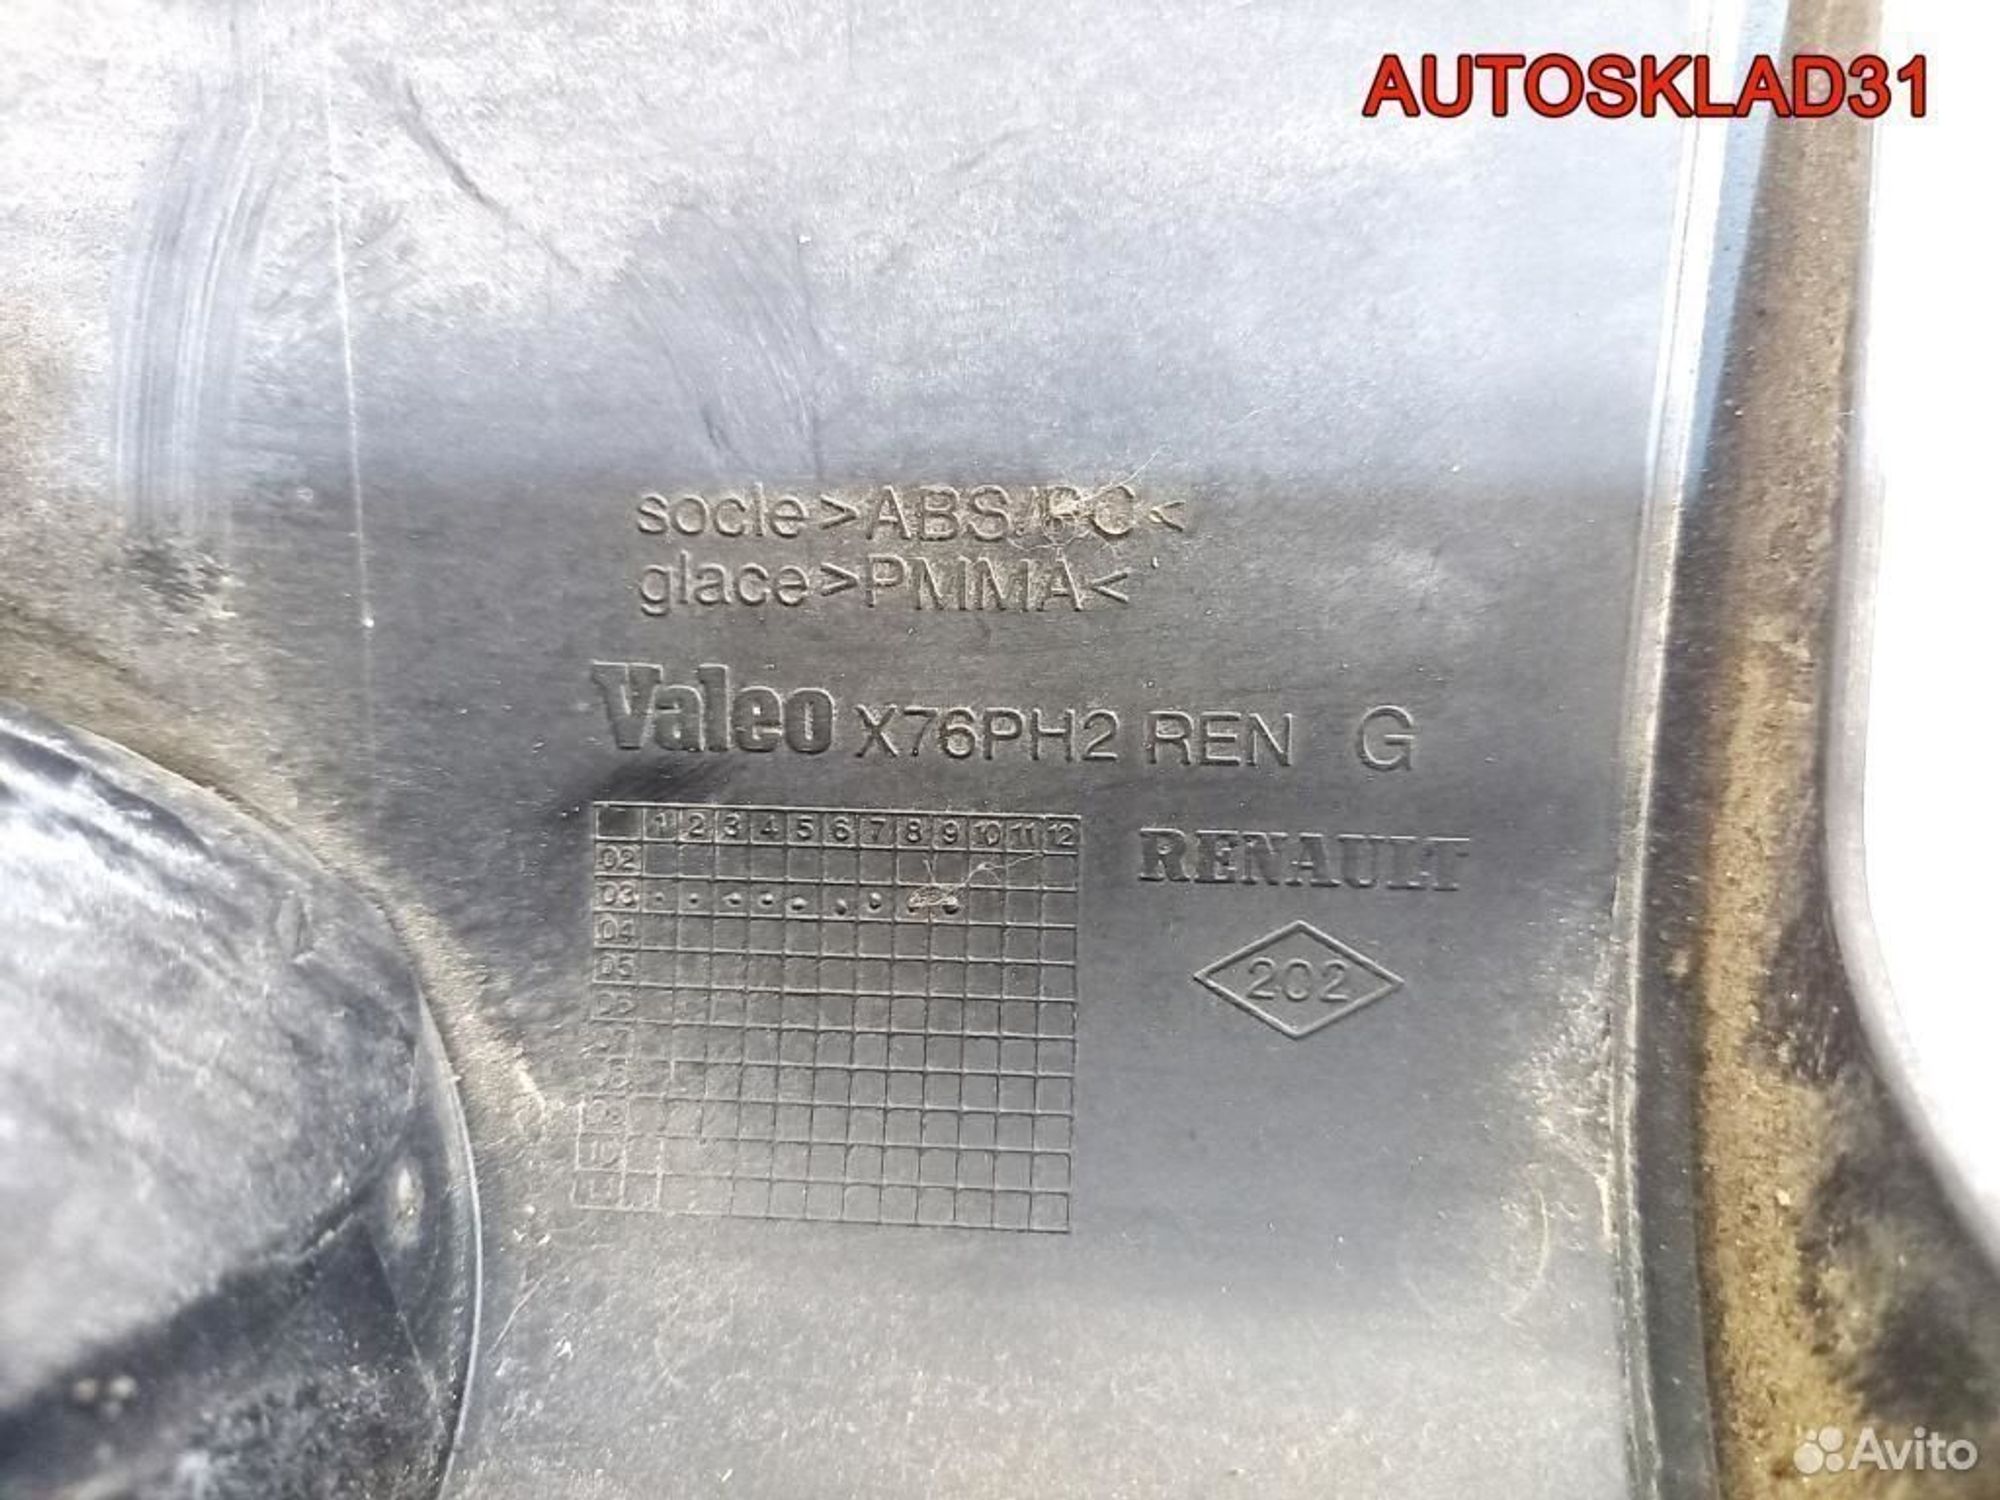 AUTOSKLAD31
socle>ABS/PC<
glace>PMMA<
Valeo X76PH2 REN G
1 2 3 4 5 6 7 8 9 10 11 12
02
03
04
05
RENAULT
202
Avito